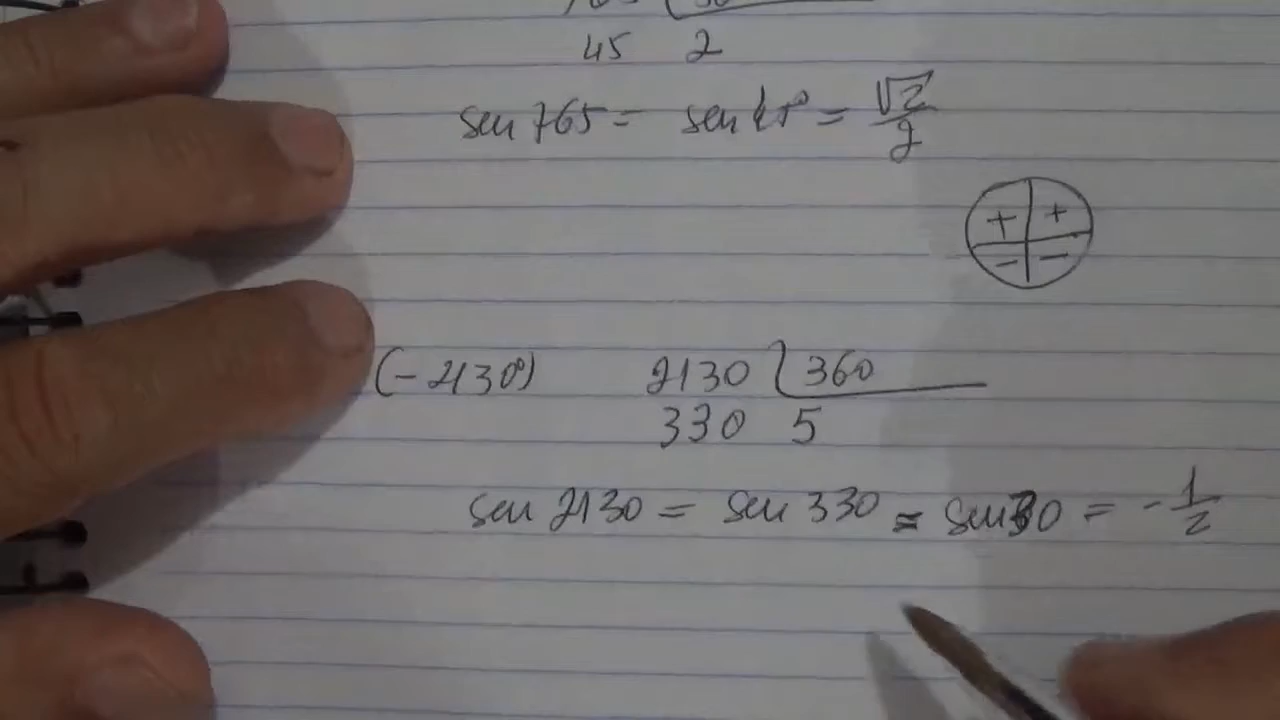 45 2
sen 765 = sen 45° = √2/2
+ +
- -
(-2130°) 2130 360
330 5
sen 2130 = sen 330 = sen 30 = -1/2